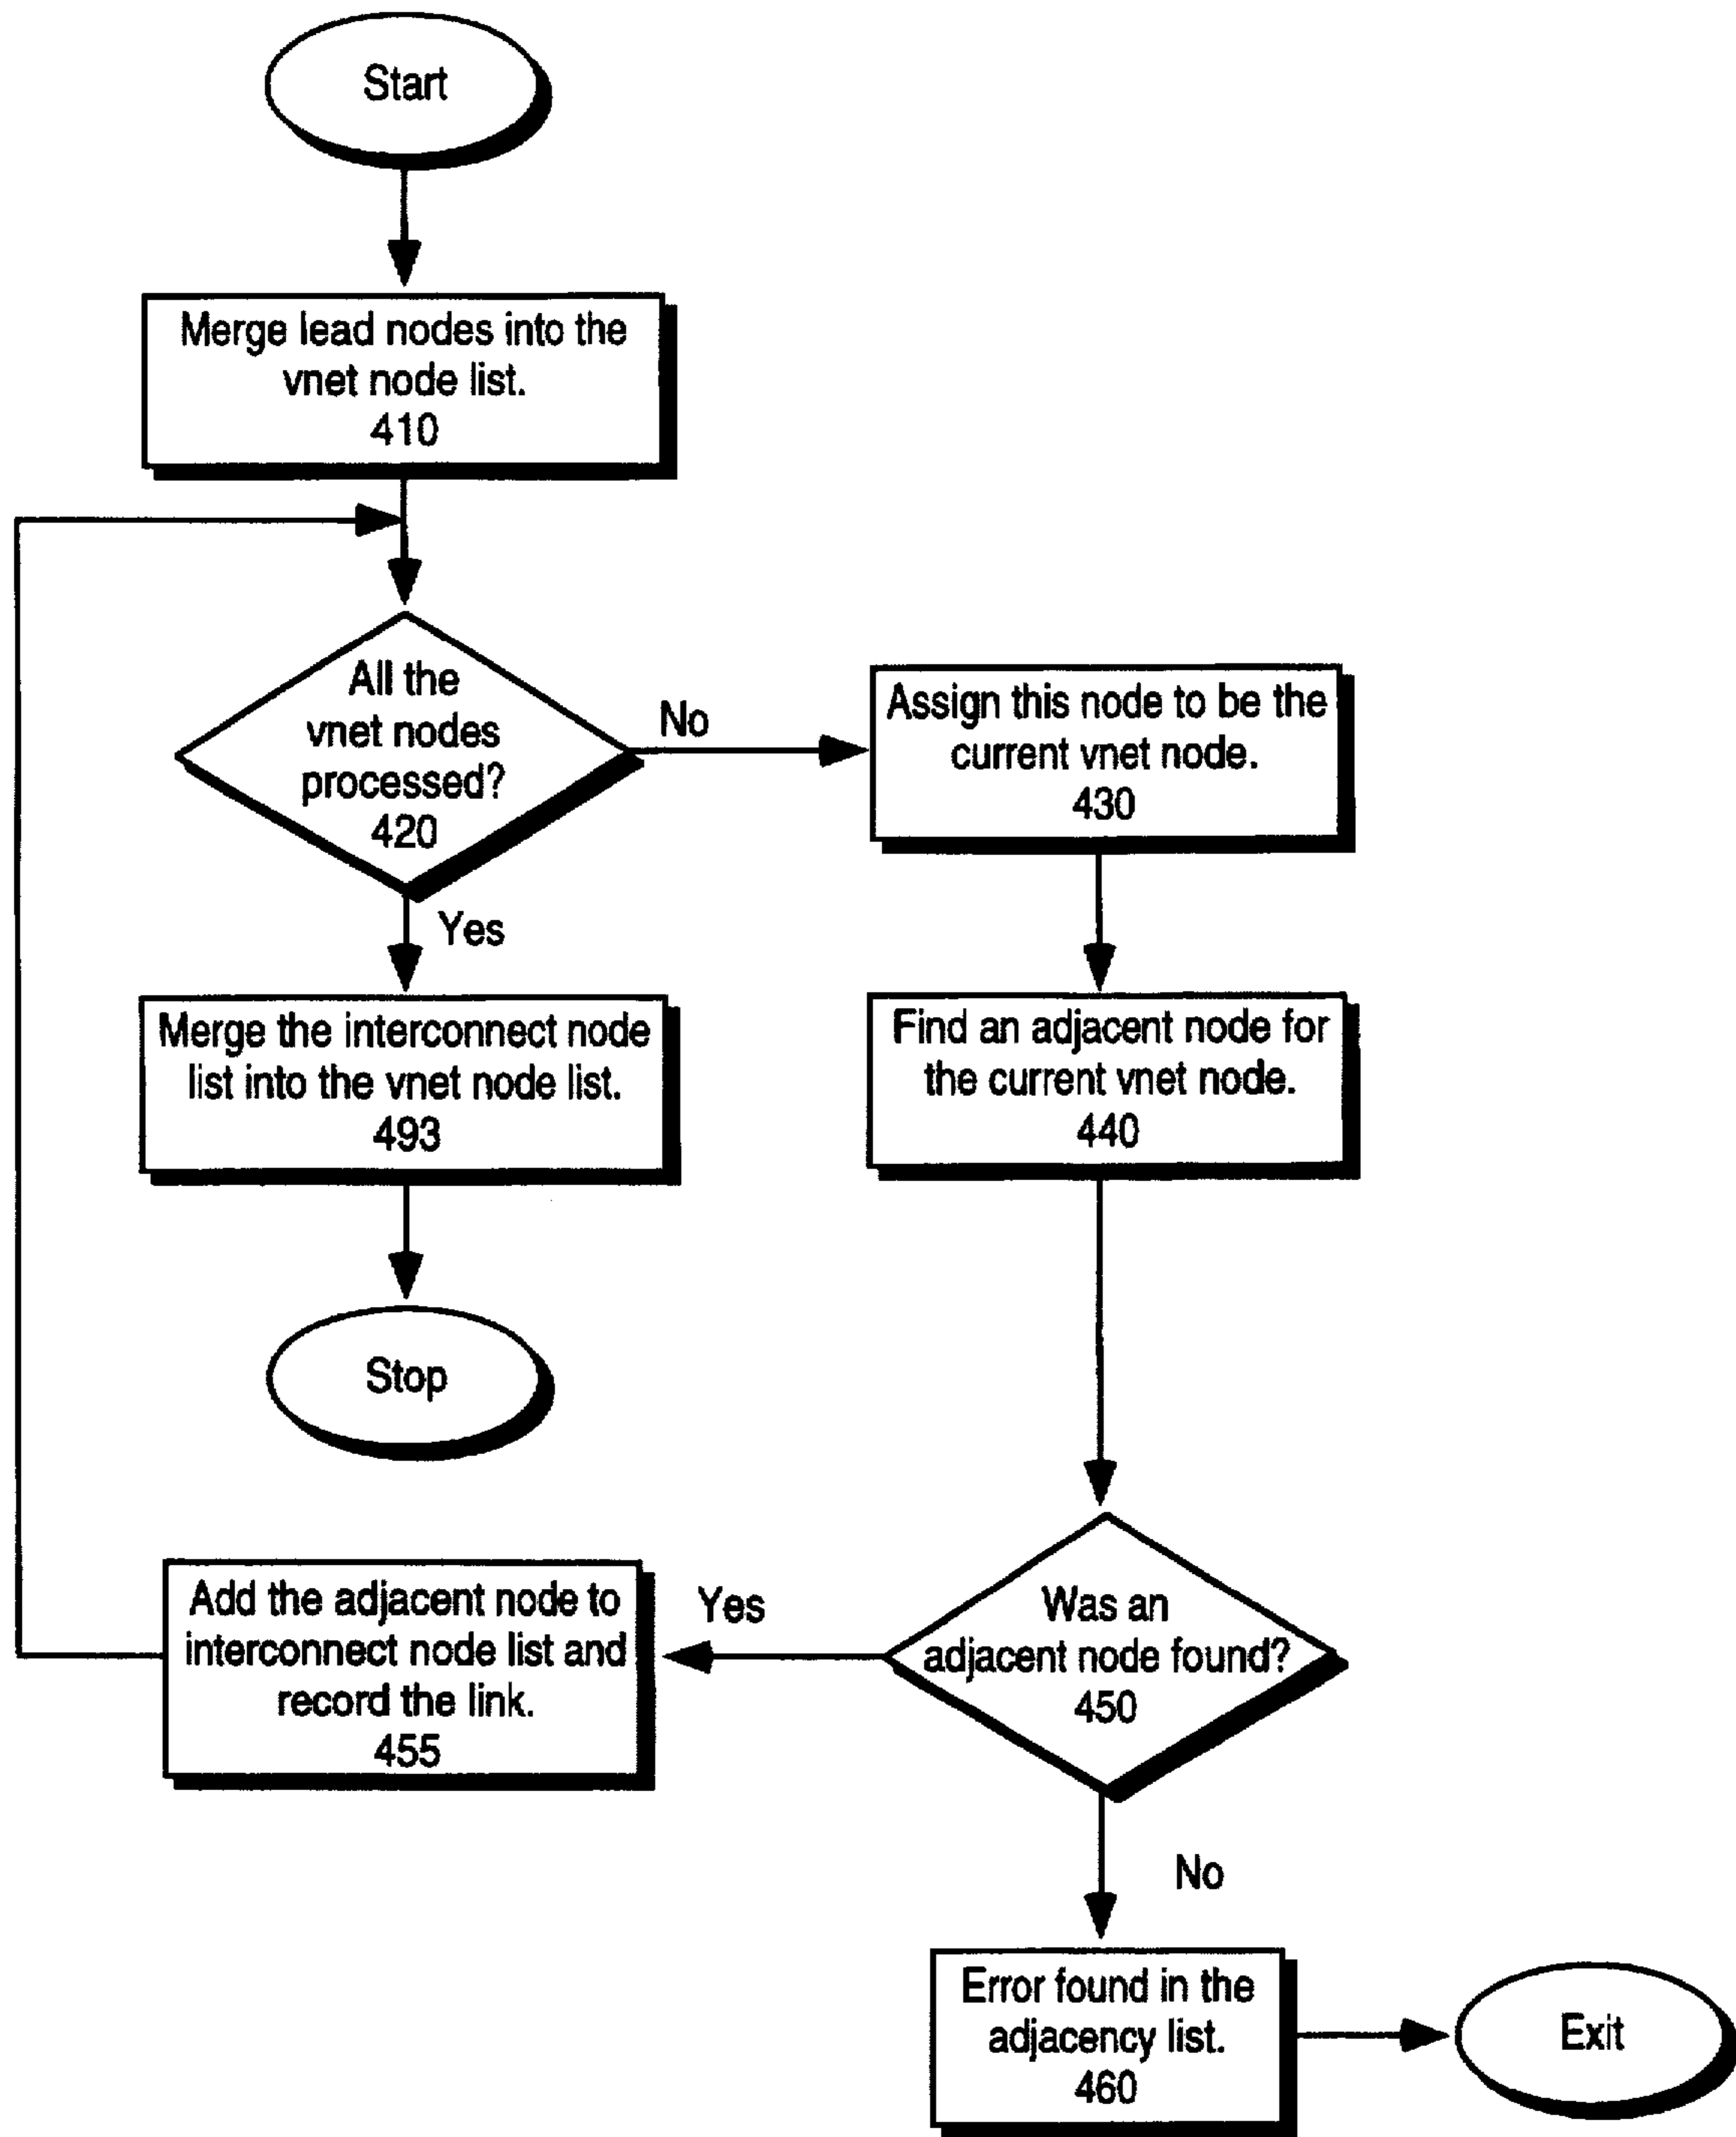 Start
Merge lead nodes into the
vnet node list.
410
All the
vnet nodes
processed?
420
No
Assign this node to be the
current vnet node.
430
Yes
Merge the interconnect node
list into the vnet node list.
493
Find an adjacent node for
the current vnet node.
440
Stop
Add the adjacent node to
interconnect node list and
record the link.
455
Yes
Was an
adjacent node found?
450
No
Error found in the
adjacency list.
460
Exit